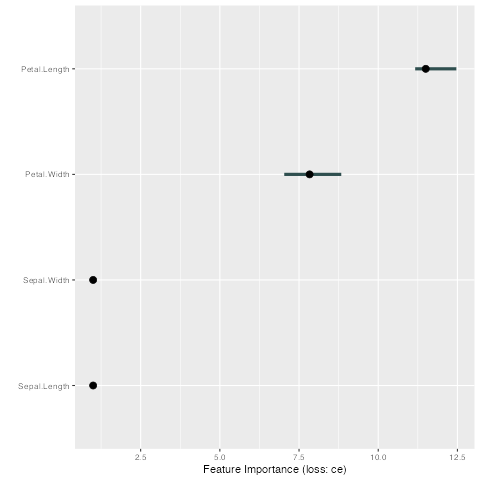 Petal.Length
Petal.Width
Sepal.Width
Sepal.Length
2.5 5.0 7.5 10.0 12.5
Feature Importance (loss: ce)